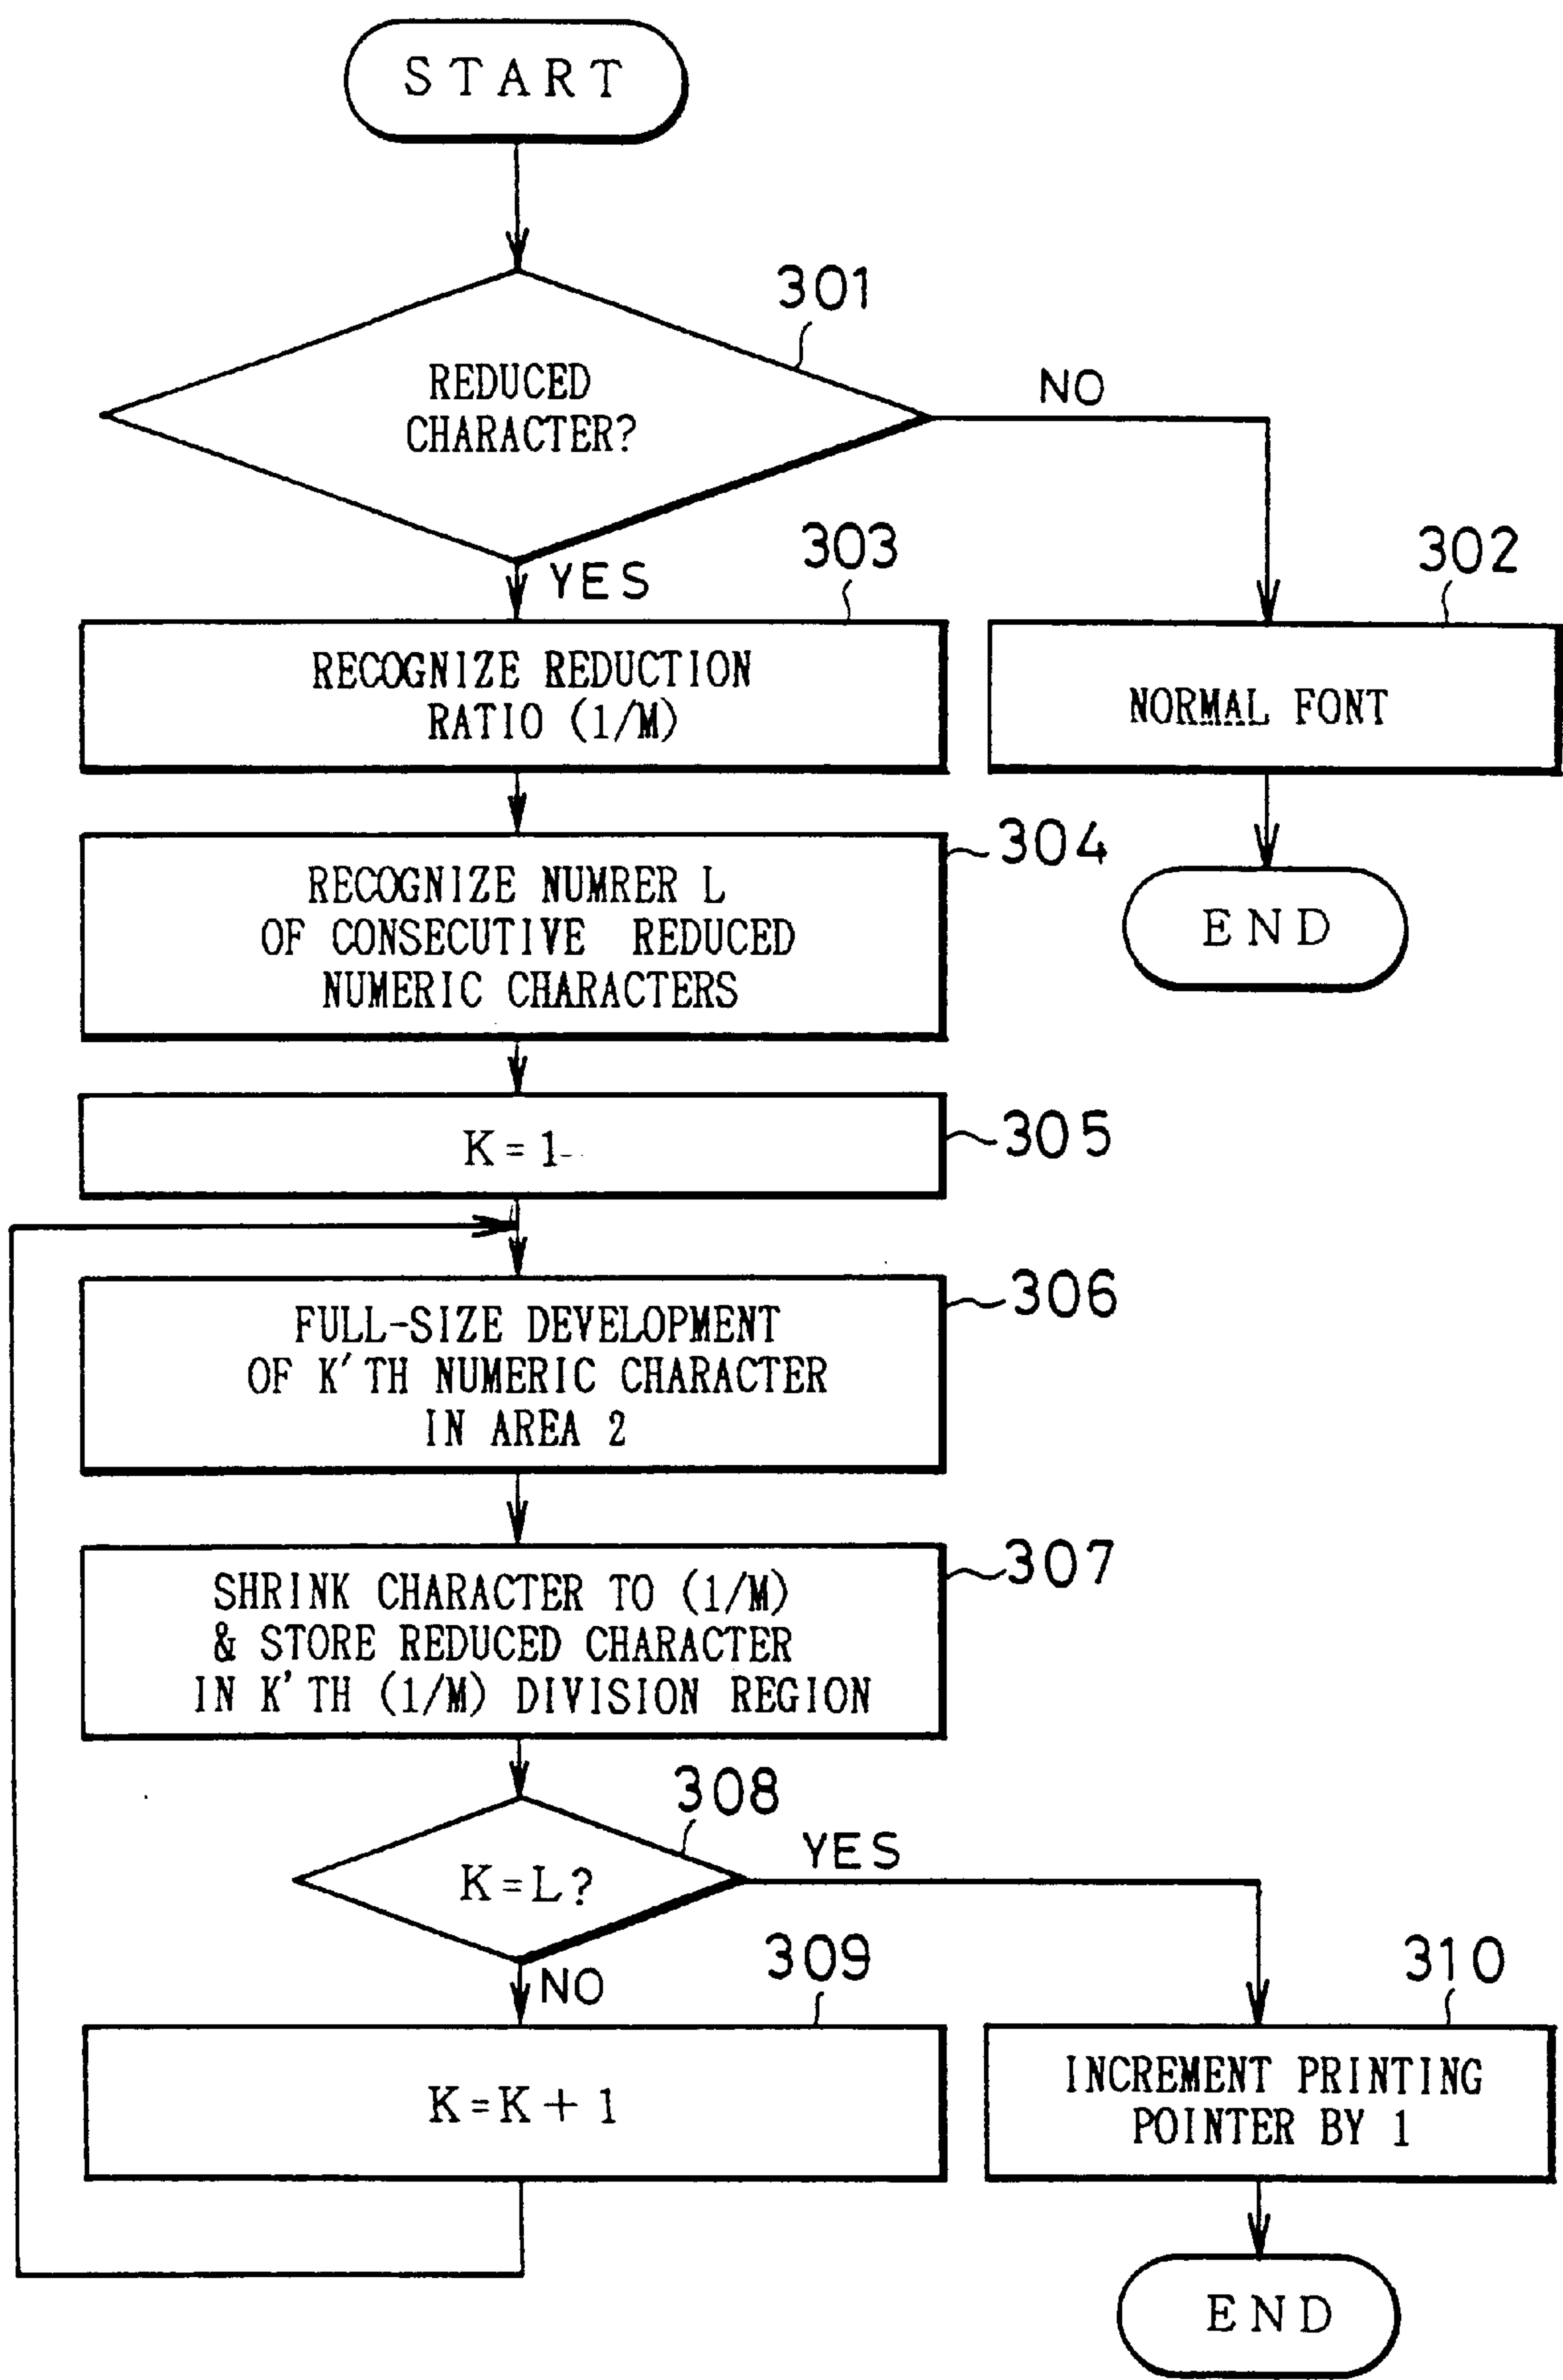 START
301
REDUCED
CHARACTER?
NO
YES
303
302
RECOGNIZE REDUCTION
RATIO (1/M)
NORMAL FONT
304
RECOGNIZE NUMRER L
OF CONSECUTIVE REDUCED
NUMERIC CHARACTERS
END
305
K=1
306
FULL-SIZE DEVELOPMENT
OF K'TH NUMERIC CHARACTER
IN AREA 2
307
SHRINK CHARACTER TO (1/M)
& STORE REDUCED CHARACTER
IN K'TH (1/M) DIVISION REGION
308
K=L?
YES
NO
309
310
K=K+1
INCREMENT PRINTING
POINTER BY 1
END